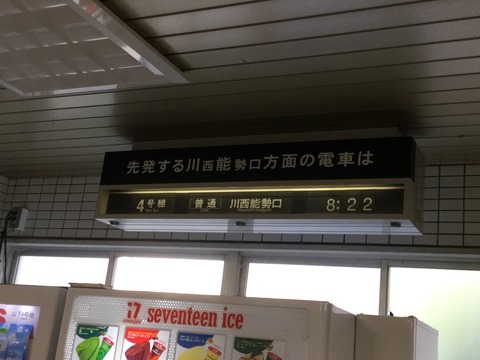 先発する川西能勢口方面の電車は
4号線 普通 川西能勢口 8:22
17 seventeen ice